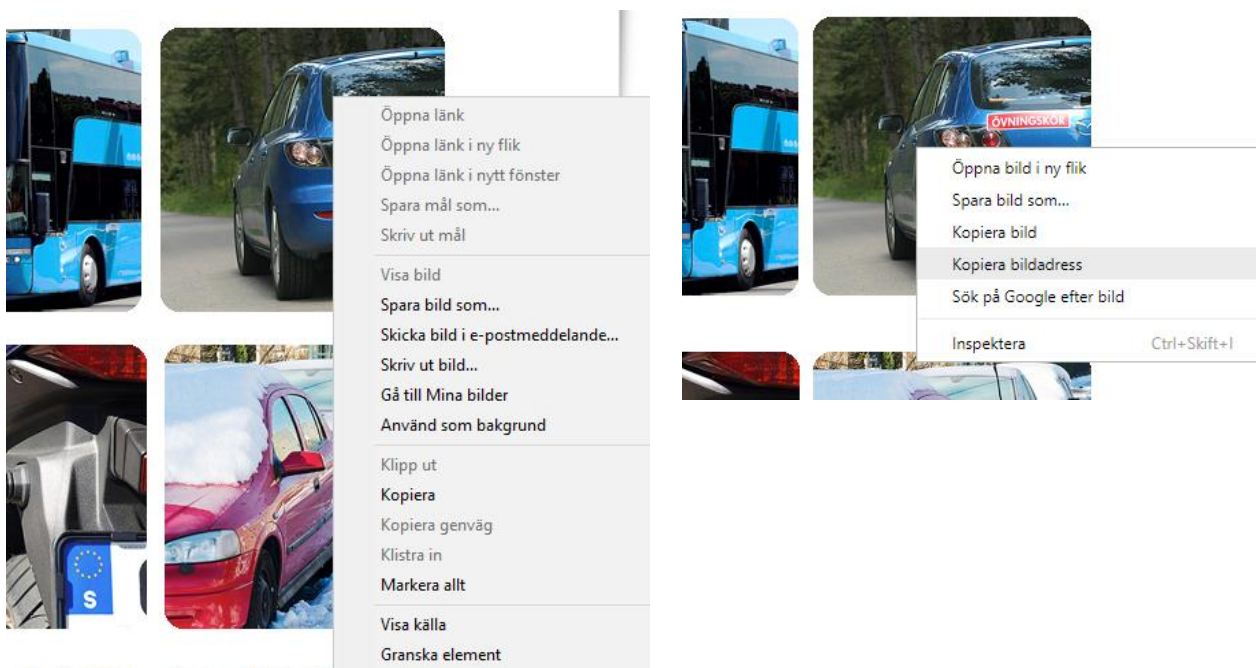 Öppna länk
Öppna länk i ny flik
Öppna länk i nytt fönster
Spara mål som...
Skriv ut mål
Visa bild
Spara bild som...
Skicka bild i e-postmeddelande...
Skriv ut bild...
Gå till Mina bilder
Använd som bakgrund
Klipp ut
Kopiera
Kopiera genväg
Klistra in
Markera allt
Visa källa
Granska element
S
ÖVNINGSKÖR
Öppna bild i ny flik
Spara bild som...
Kopiera bild
Kopiera bildadress
Sök på Google efter bild
Inspektera Ctrl+Skift+I